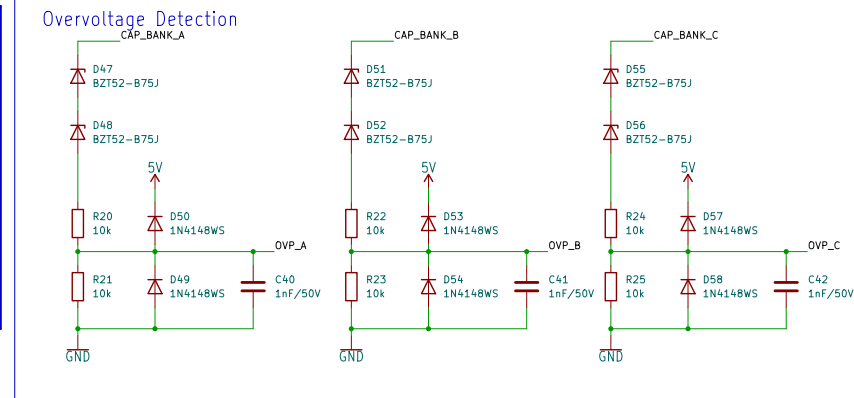 Overvoltage Detection
CAP_BANK_A
D47
BZT52-B75J
D48
BZT52-B75J
5V
R20
10k
D50
1N4148WS
OVP_A
R21
10k
D49
1N4148WS
C40
1nF/50V
GND
CAP_BANK_B
D51
BZT52-B75J
D52
BZT52-B75J
5V
R22
10k
D53
1N4148WS
OVP_B
R23
10k
D54
1N4148WS
C41
1nF/50V
GND
CAP_BANK_C
D55
BZT52-B75J
D56
BZT52-B75J
5V
R24
10k
D57
1N4148WS
OVP_C
R25
10k
D58
1N4148WS
C42
1nF/50V
GND